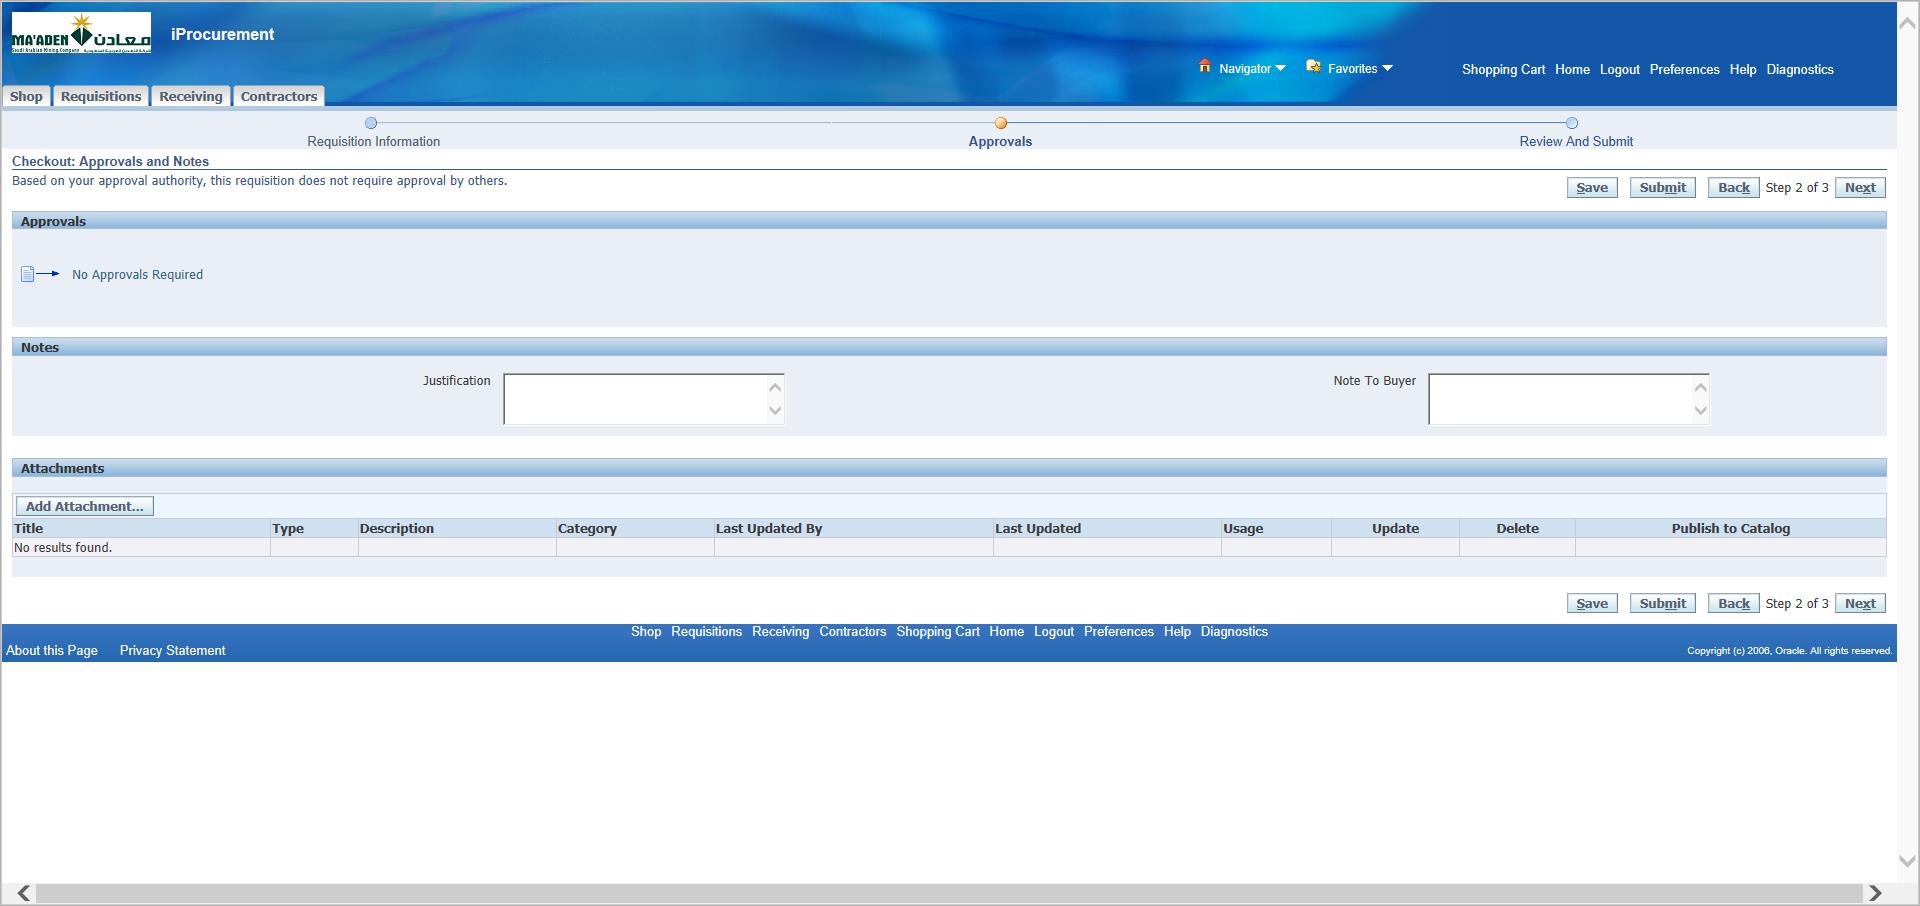 MA'ADEN معادن
Saudi Arabian Mining Company
iProcurement
Navigator Favorites Shopping Cart Home Logout Preferences Help Diagnostics
Shop Requisitions Receiving Contractors
Requisition Information Approvals Review And Submit
Checkout: Approvals and Notes
Based on your approval authority, this requisition does not require approval by others.
Save Submit Back Step 2 of 3 Next
Approvals
No Approvals Required
Notes
Justification Note To Buyer
Attachments
Add Attachment...
Title Type Description Category Last Updated By Last Updated Usage Update Delete Publish to Catalog
No results found.
Save Submit Back Step 2 of 3 Next
Shop Requisitions Receiving Contractors Shopping Cart Home Logout Preferences Help Diagnostics
About this Page Privacy Statement
Copyright (c) 2006, Oracle. All rights reserved.